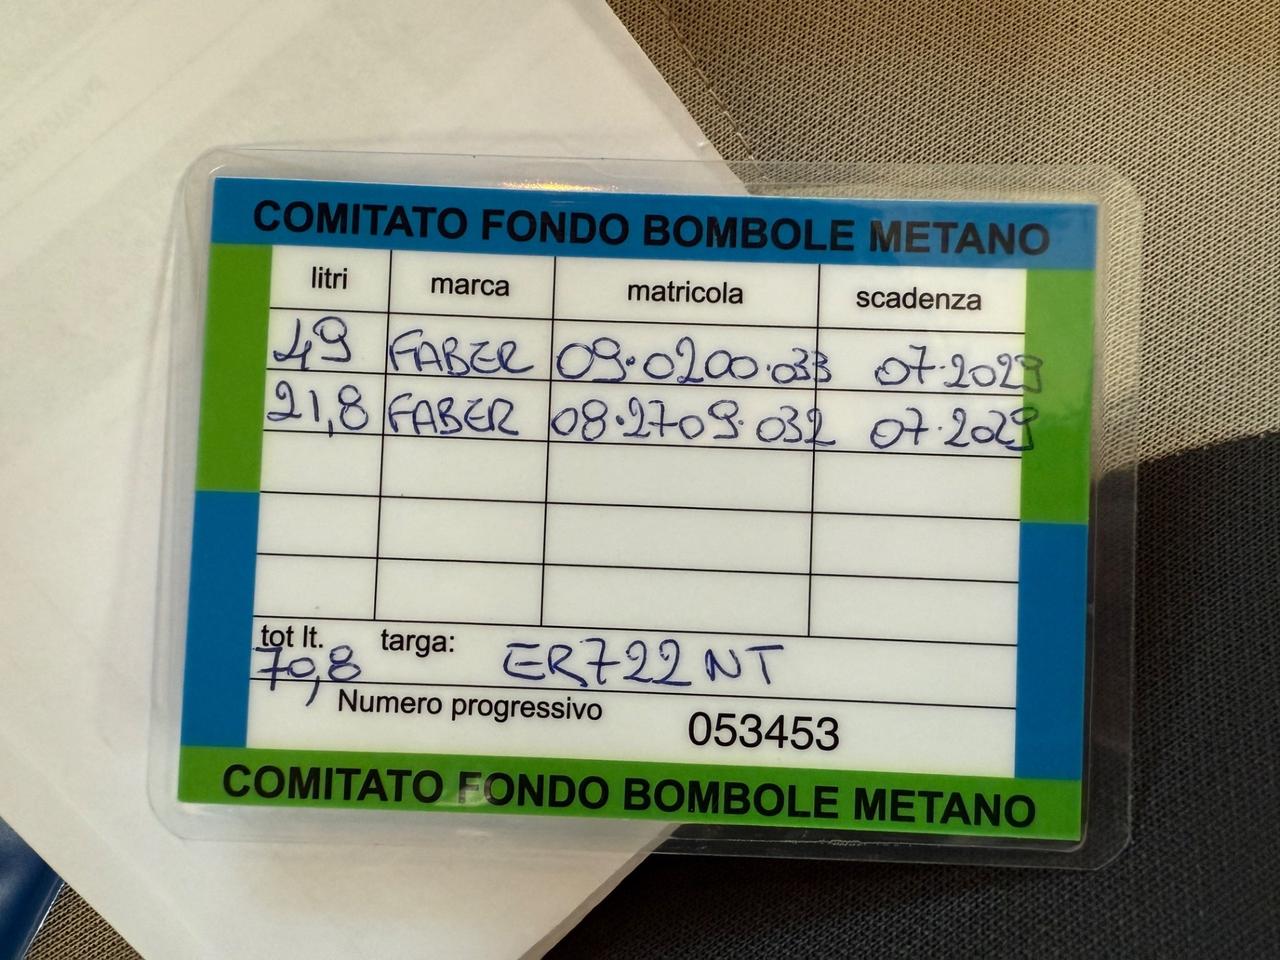 COMITATO FONDO BOMBOLE METANO
litri marca matricola scadenza
49 FABER 09.0200.033 07.2029
21,8 FABER 08.2709.032 07.2029
tot lt. targa: ER722NT
70,8
Numero progressivo 053453
COMITATO FONDO BOMBOLE METANO